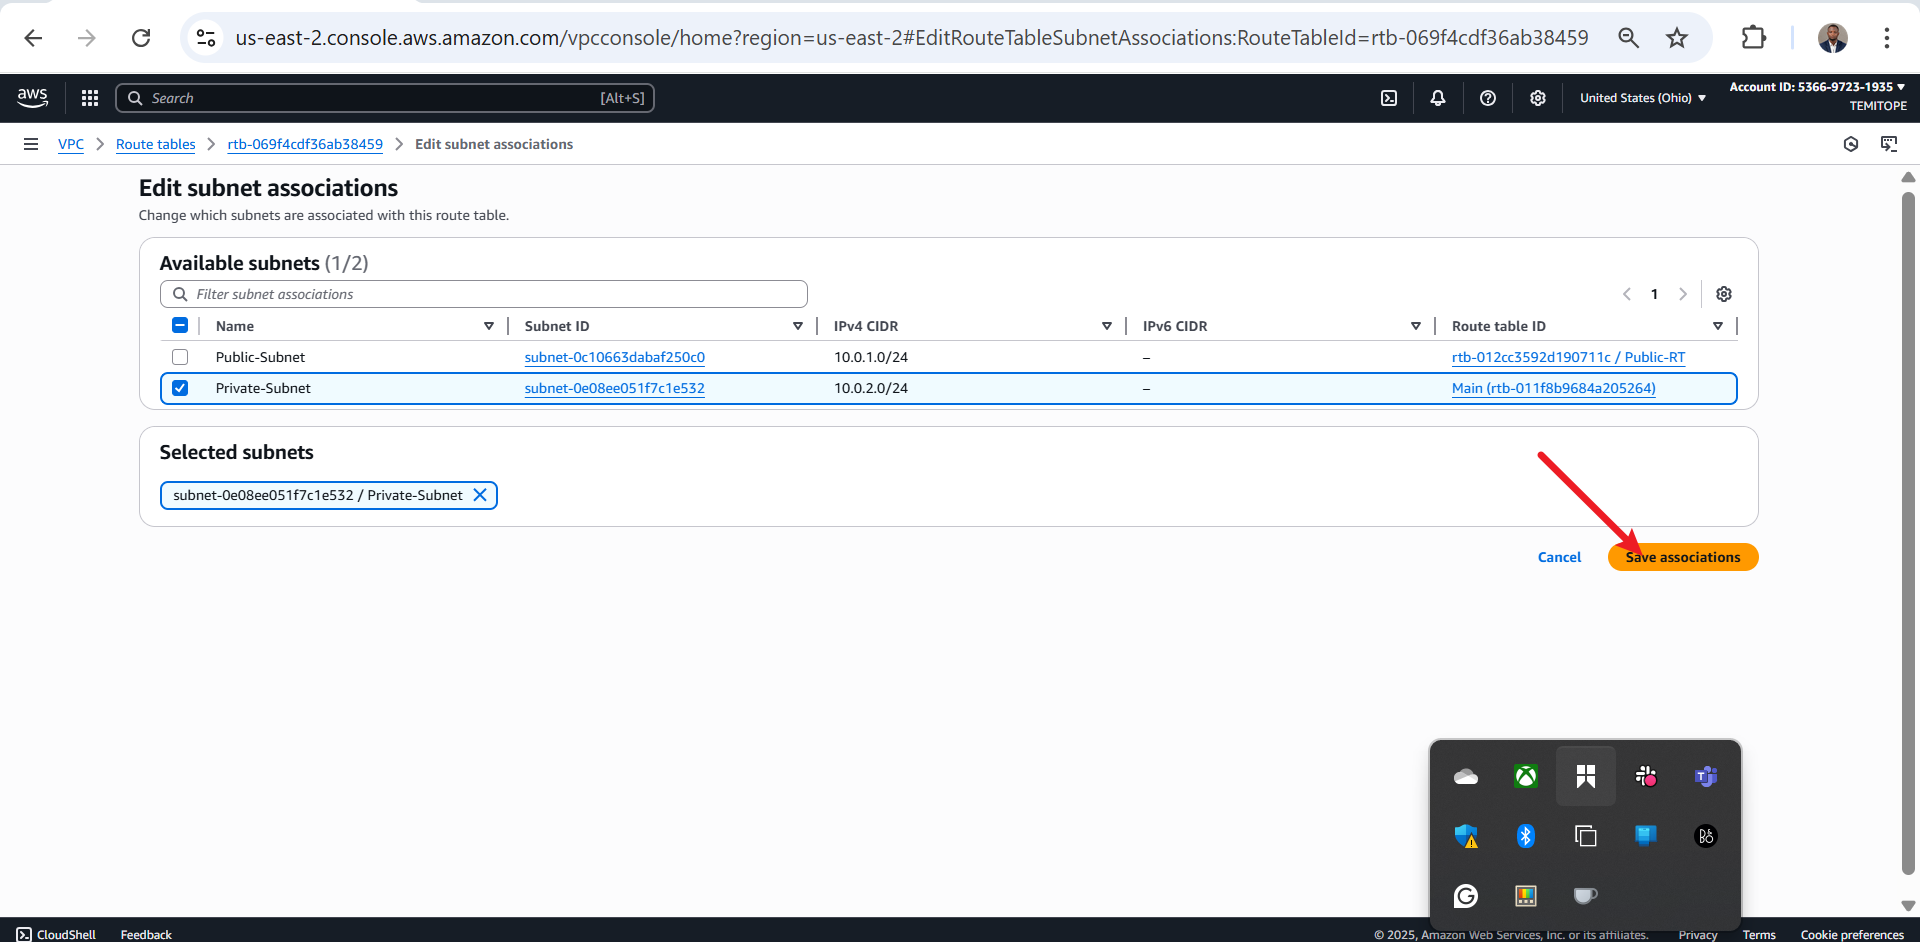 us-east-2.console.aws.amazon.com/vpcconsole/home?region=us-east-2#EditRouteTableSubnetAssociations:RouteTableId=rtb-069f4cdf36ab38459
aws
Search [Alt+S]
United States (Ohio)
Account ID: 5366-9723-1935
TEMITOPE
VPC > Route tables > rtb-069f4cdf36ab38459 > Edit subnet associations
Edit subnet associations
Change which subnets are associated with this route table.
Available subnets (1/2)
Filter subnet associations
1
Name Subnet ID IPv4 CIDR IPv6 CIDR Route table ID
Public-Subnet subnet-0c10663dabaf250c0 10.0.1.0/24 – rtb-012cc3592d190711c / Public-RT
Private-Subnet subnet-0e08ee051f7c1e532 10.0.2.0/24 – Main (rtb-011f8b9684a205264)
Selected subnets
subnet-0e08ee051f7c1e532 / Private-Subnet
Cancel Save associations
CloudShell Feedback © 2025, Amazon Web Services, Inc. or its affiliates. Privacy Terms Cookie preferences